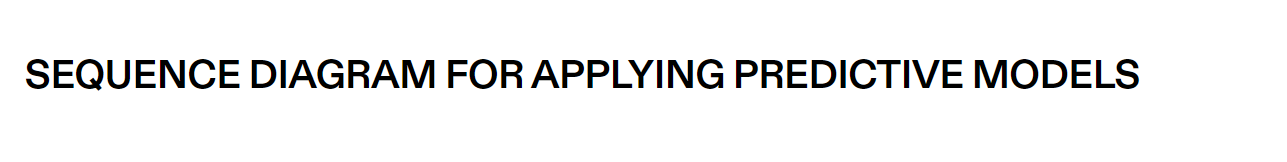 SEQUENCE DIAGRAM FOR APPLYING PREDICTIVE MODELS